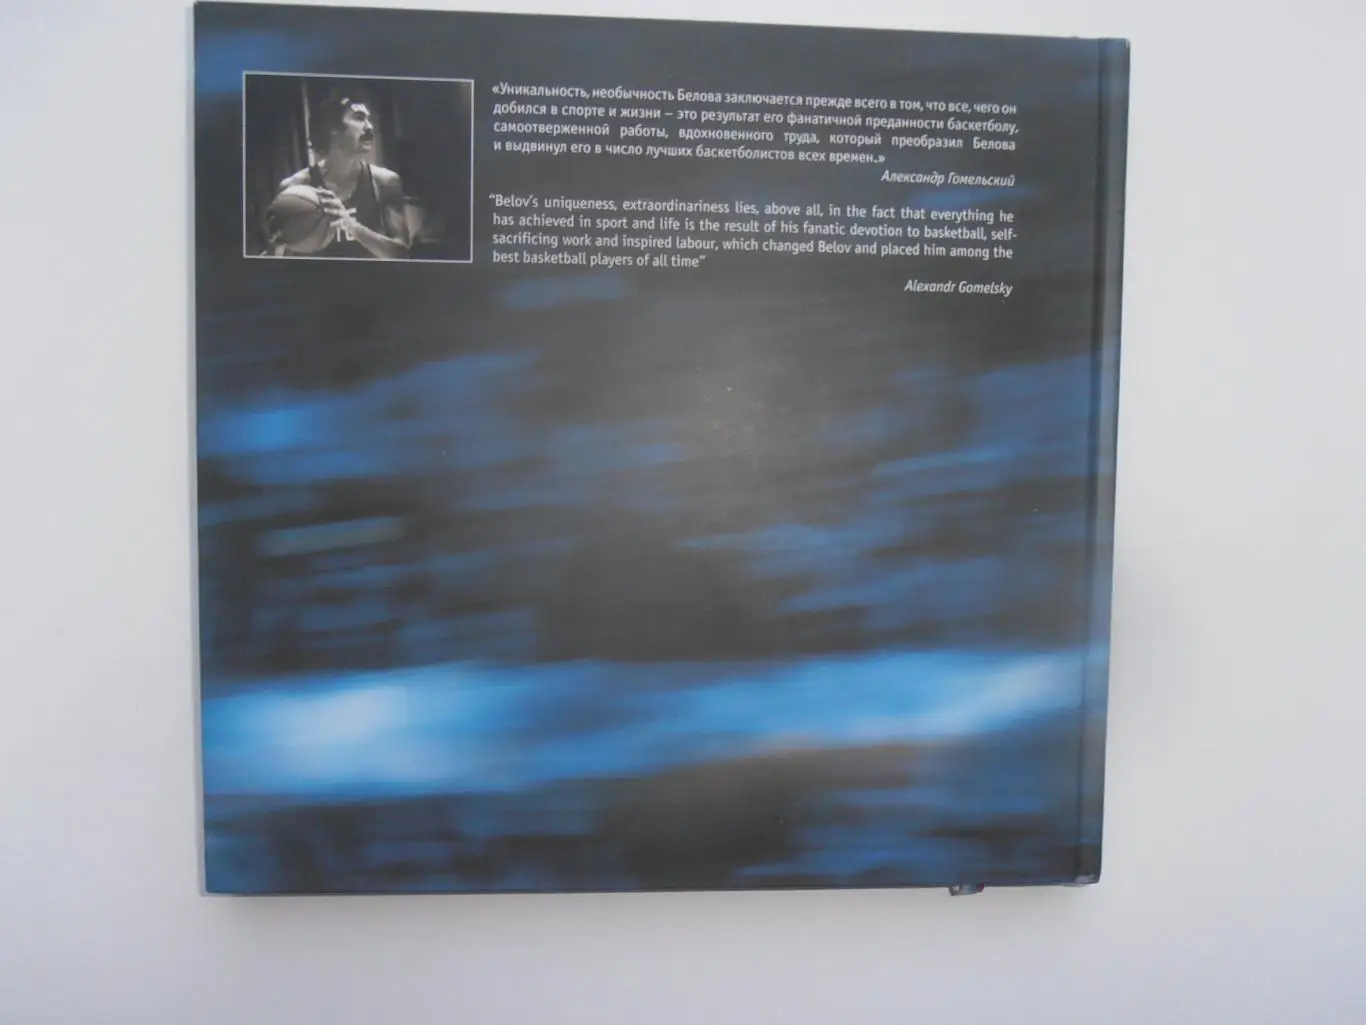 «Уникальность, необычность Белова заключается прежде всего в том, что все, чего он
добился в спорте и жизни – это результат его фанатичной преданности баскетболу,
самоотверженной работы, вдохновенного труда, который преобразил Белова
и выдвинул его в число лучших баскетболистов всех времен.»
Александр Гомельский
“Belov’s uniqueness, extraordinariness lies, above all, in the fact that everything he
has achieved in sport and life is the result of his fanatic devotion to basketball, self-
sacrificing work and inspired labour, which changed Belov and placed him among the
best basketball players of all time”
Alexandr Gomelsky